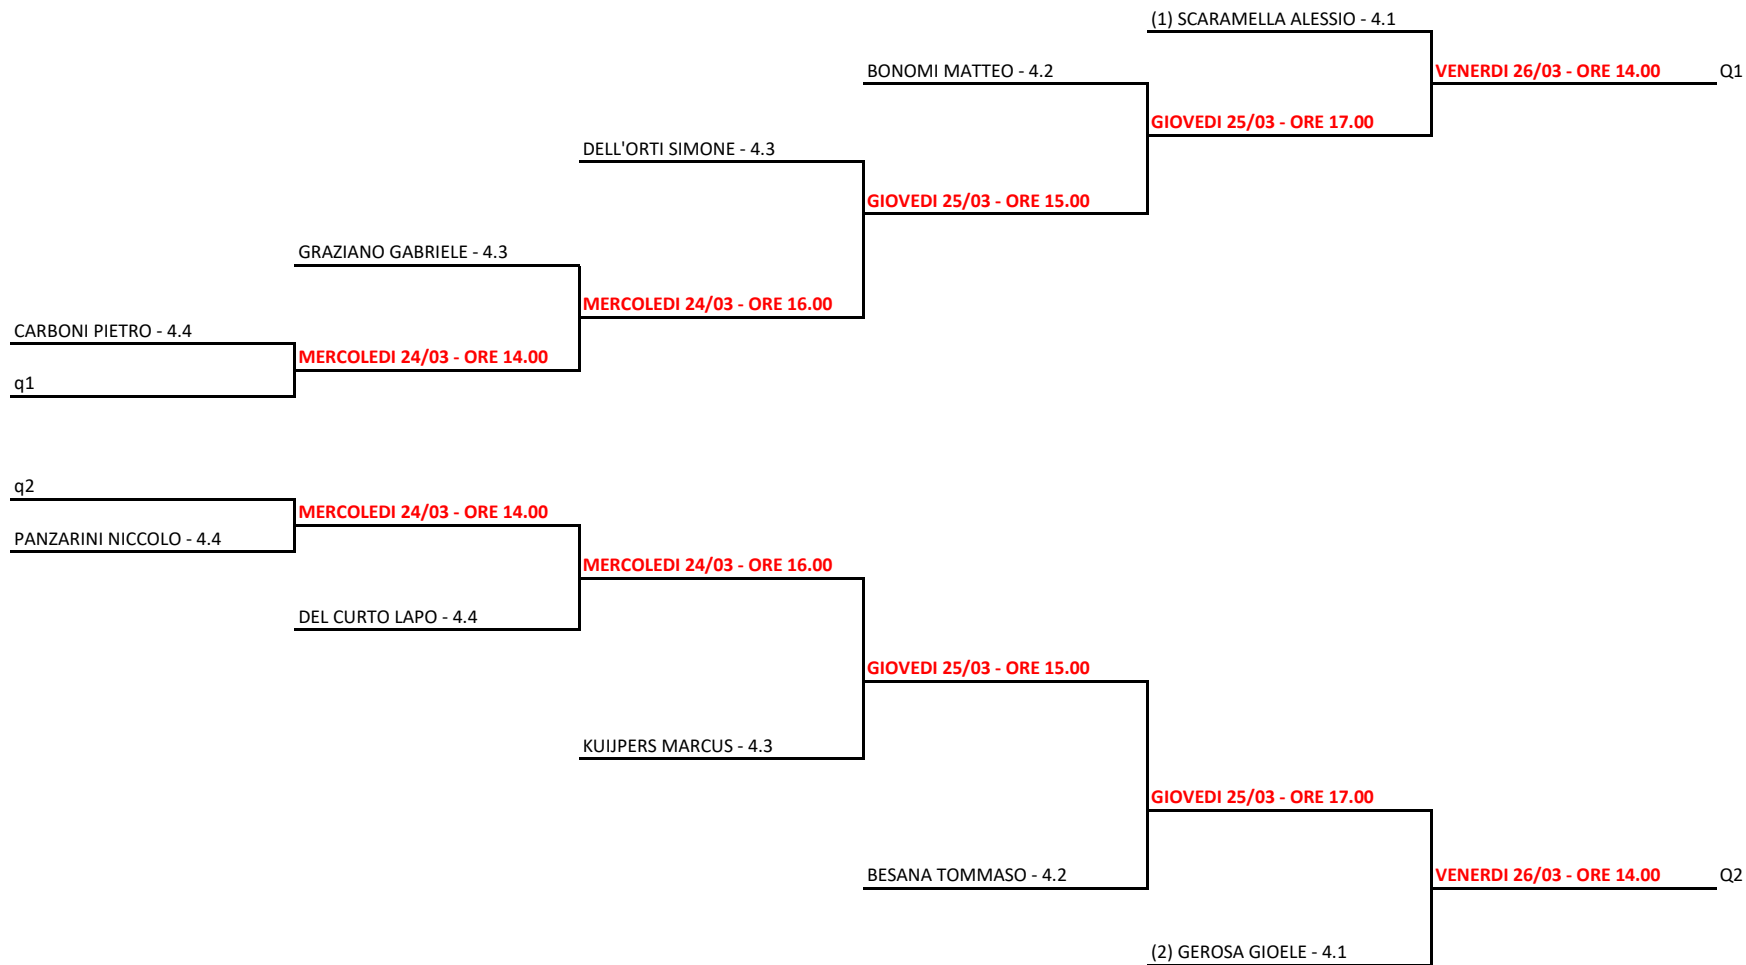 (1) SCARAMELLA ALESSIO - 4.1
BONOMI MATTEO - 4.2
VENERDI 26/03 - ORE 14.00
Q1
GIOVEDI 25/03 - ORE 17.00
DELL'ORTI SIMONE - 4.3
GIOVEDI 25/03 - ORE 15.00
GRAZIANO GABRIELE - 4.3
MERCOLEDI 24/03 - ORE 16.00
CARBONI PIETRO - 4.4
MERCOLEDI 24/03 - ORE 14.00
q1
q2
MERCOLEDI 24/03 - ORE 14.00
PANZARINI NICCOLO - 4.4
MERCOLEDI 24/03 - ORE 16.00
DEL CURTO LAPO - 4.4
GIOVEDI 25/03 - ORE 15.00
KUIJPERS MARCUS - 4.3
GIOVEDI 25/03 - ORE 17.00
BESANA TOMMASO - 4.2
VENERDI 26/03 - ORE 14.00
Q2
(2) GEROSA GIOELE - 4.1